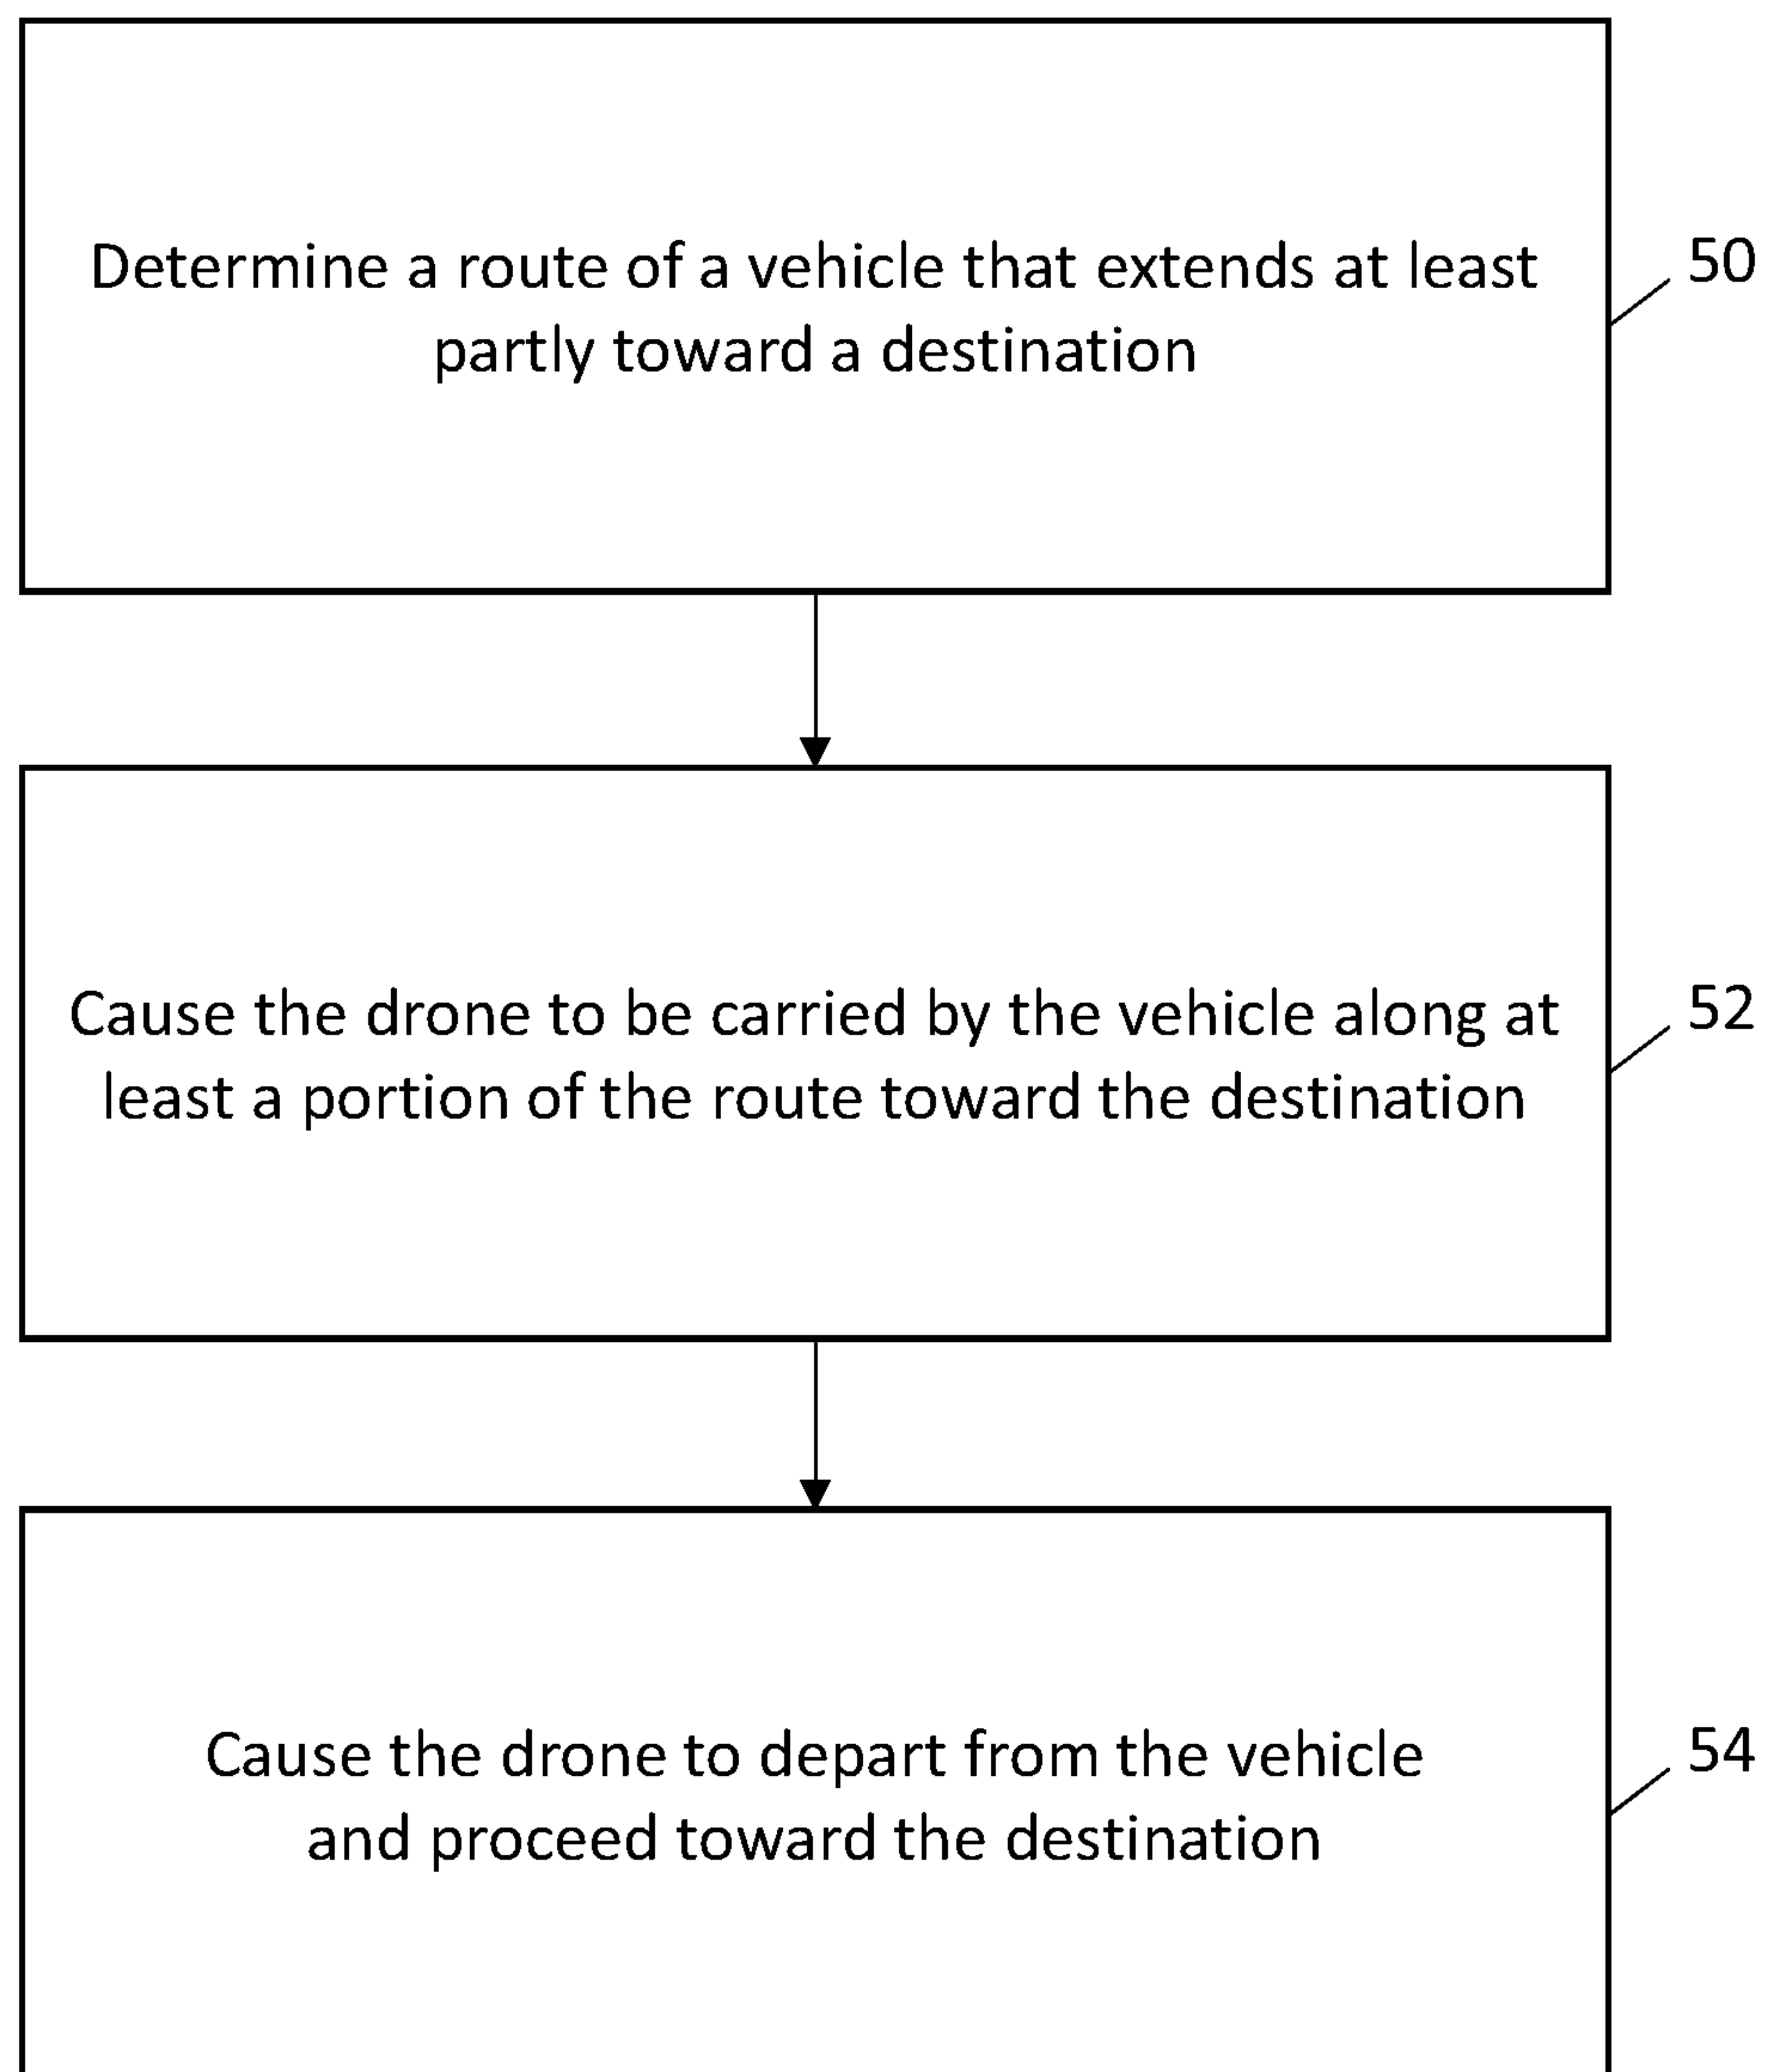 Determine a route of a vehicle that extends at least
partly toward a destination
50
Cause the drone to be carried by the vehicle along at
least a portion of the route toward the destination
52
Cause the drone to depart from the vehicle
and proceed toward the destination
54